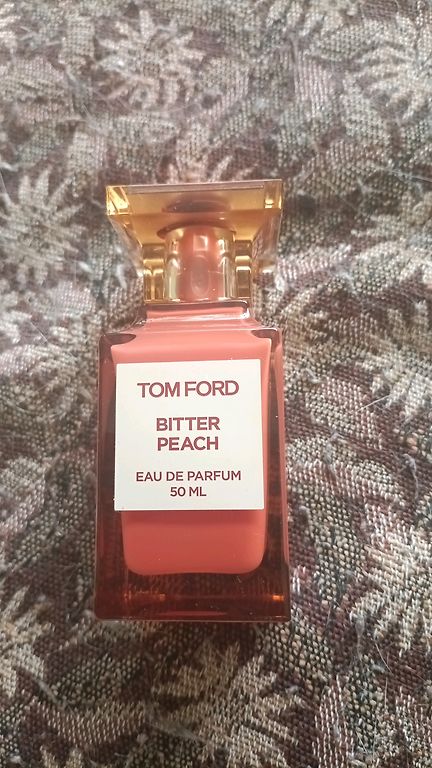 TOM FORD
BITTER
PEACH
EAU DE PARFUM
50 ML